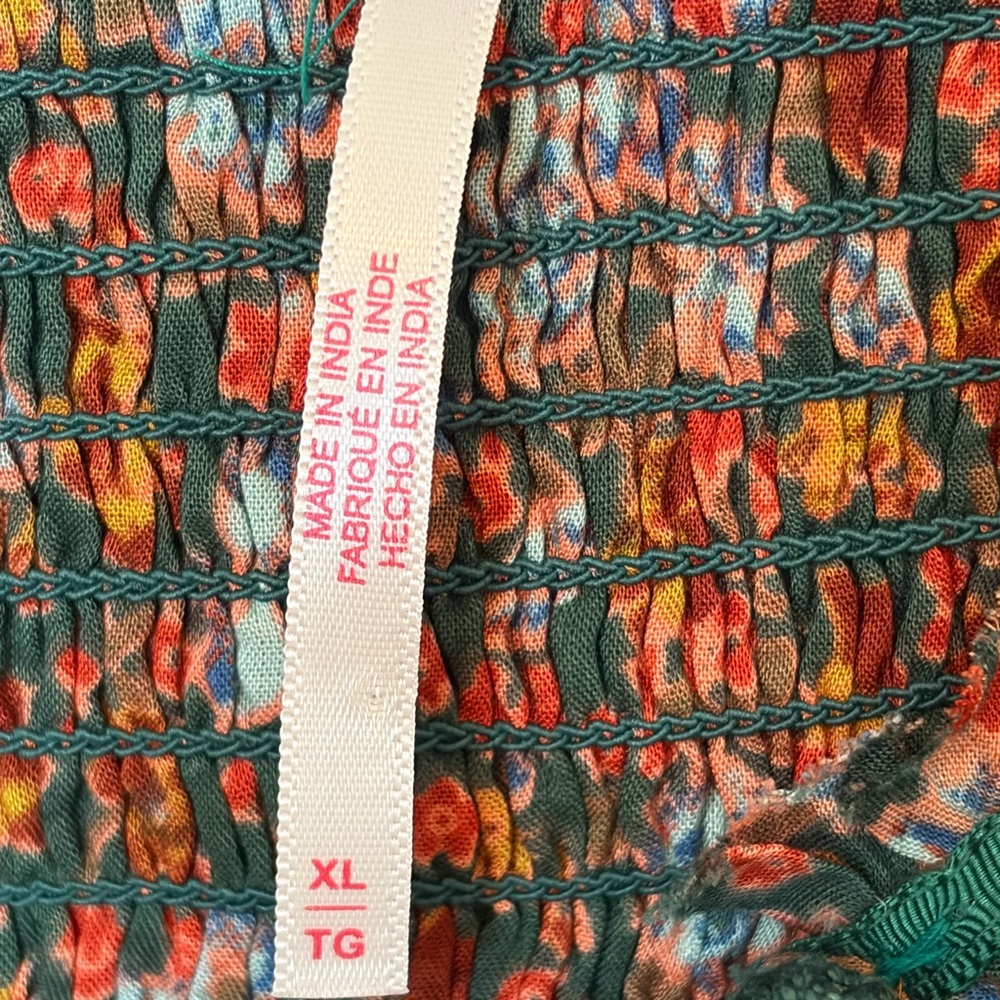 MADE IN INDIA
FABRIQUÉ EN INDE
HECHO EN INDIA
XL
TG